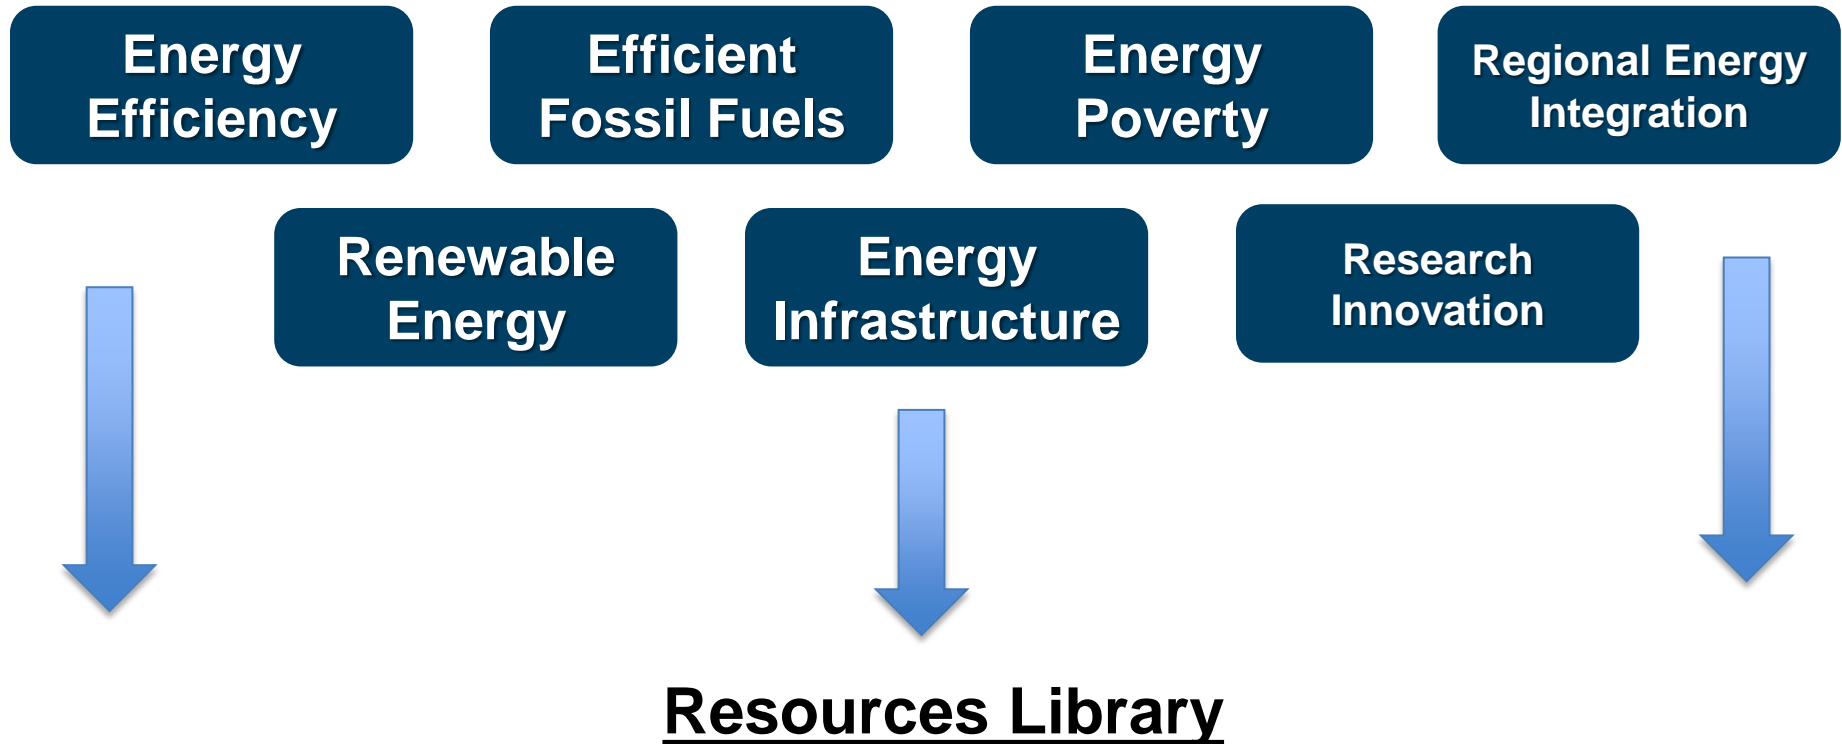 Energy
Efficiency
Efficient
Fossil Fuels
Energy
Poverty
Regional Energy
Integration
Renewable
Energy
Energy
Infrastructure
Research
Innovation
Resources Library